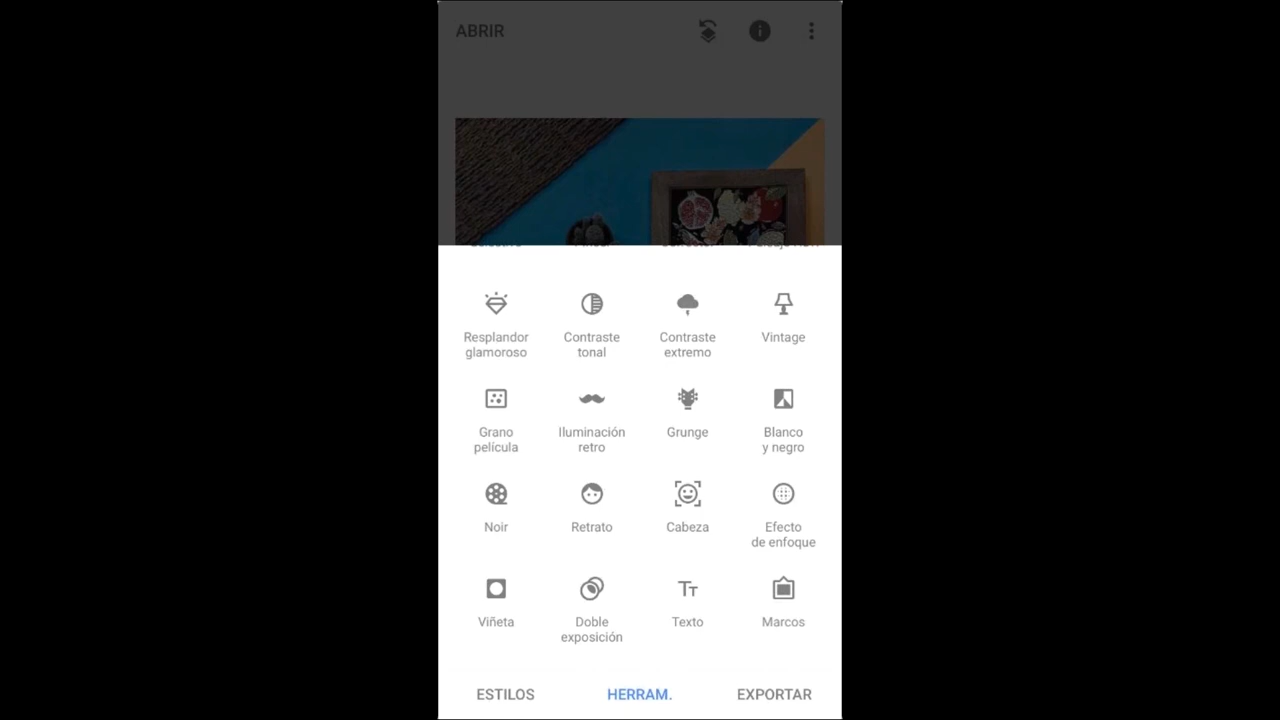 ABRIR
Resplandor Contraste Contraste Vintage
glamoroso tonal extremo
Grano Iluminación Grunge Blanco
película retro y negro
Noir Retrato Cabeza Efecto
de enfoque
Viñeta Doble Texto Marcos
exposición
ESTILOS HERRAM. EXPORTAR